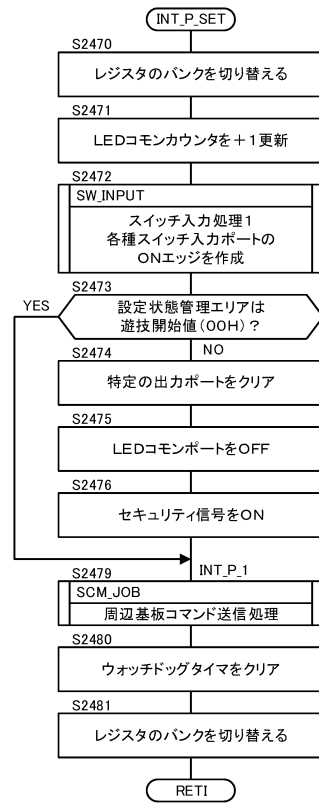 INT_P_SET
S2470
レジスタのバンクを切り替える
S2471
LEDコモンカウンタを＋1更新
S2472
SW_INPUT
スイッチ入力処理1
各種スイッチ入力ポートの
ONエッジを作成
S2473
YES
設定状態管理エリアは
遊技開始値(00H)？
NO
S2474
特定の出力ポートをクリア
S2475
LEDコモンポートをOFF
S2476
セキュリティ信号をON
INT_P_1
S2479
SCM_JOB
周辺基板コマンド送信処理
S2480
ウォッチドッグタイマをクリア
S2481
レジスタのバンクを切り替える
RETI